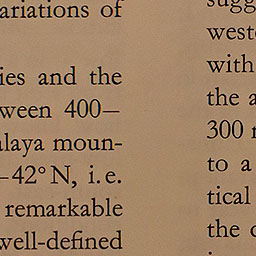 ariations of
ies and the
ween 400—
alaya moun-
–42° N, i.e.
remarkable
well-defined
sugg
weste
with
the a
300
to a
tical
the